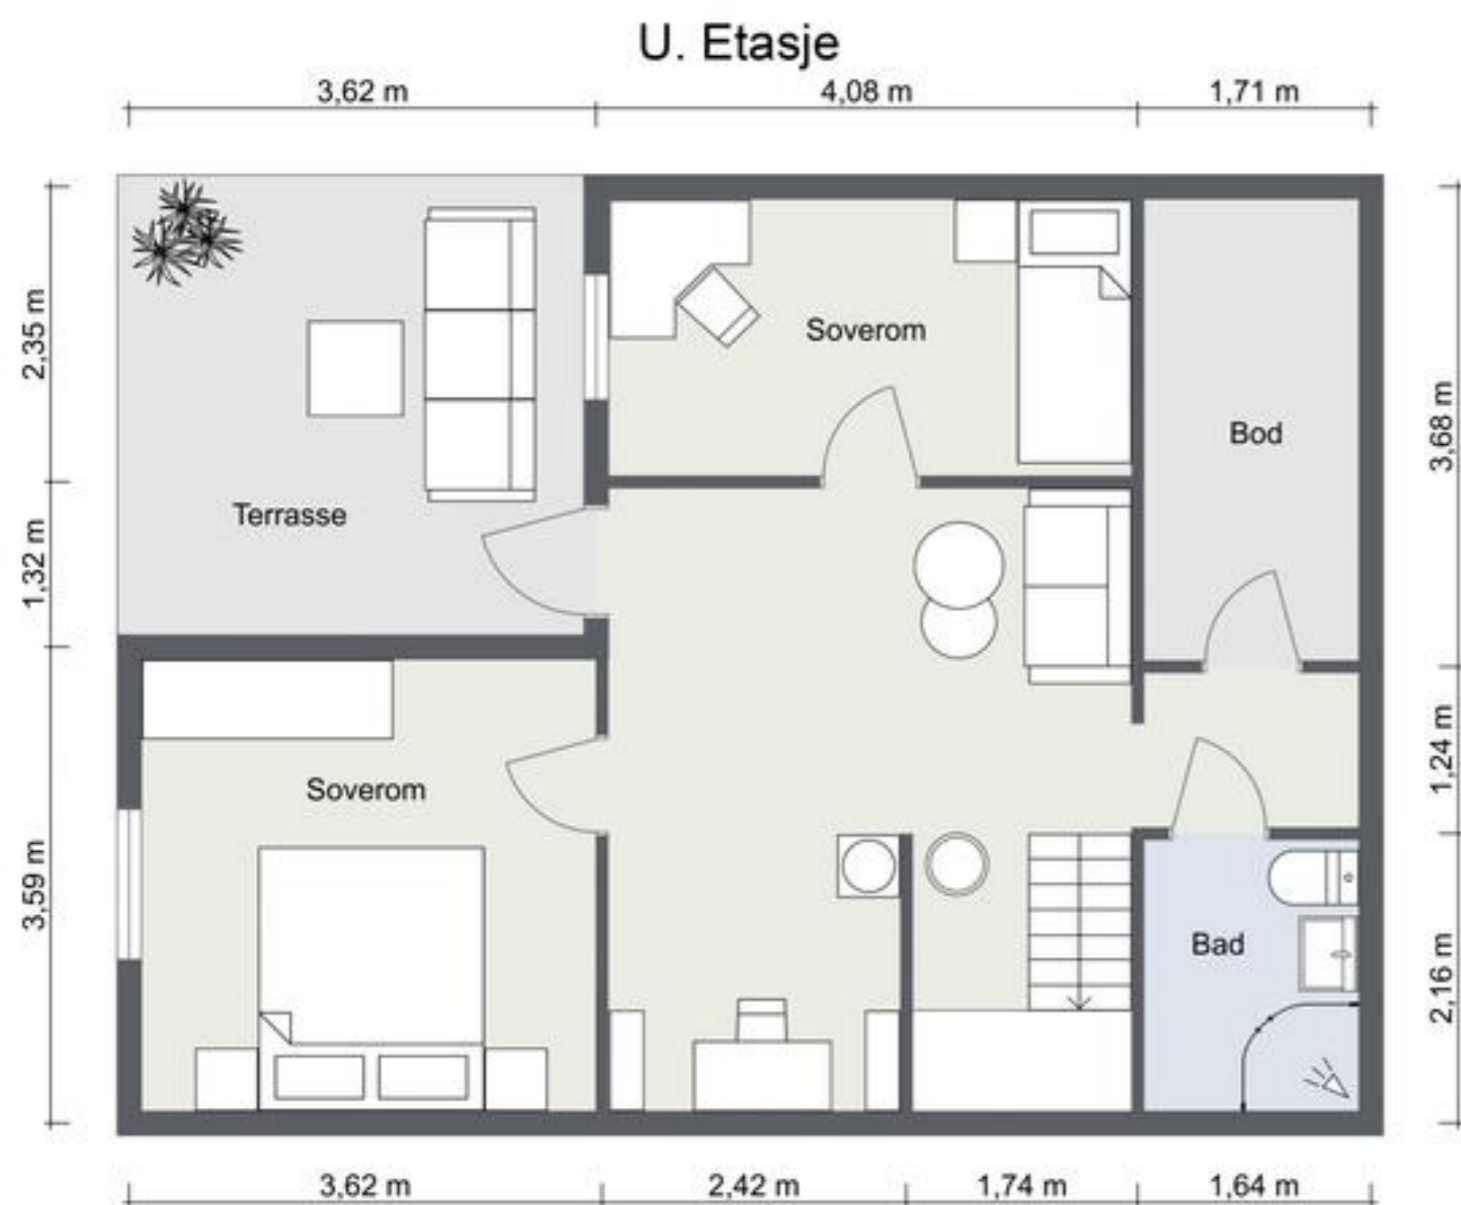 U. Etasje
3,62 m
4,08 m
1,71 m
2,35 m
1,32 m
3,59 m
Soverom
Bod
Terrasse
Soverom
Bad
3,68 m
1,24 m
2,16 m
3,62 m
2,42 m
1,74 m
1,64 m